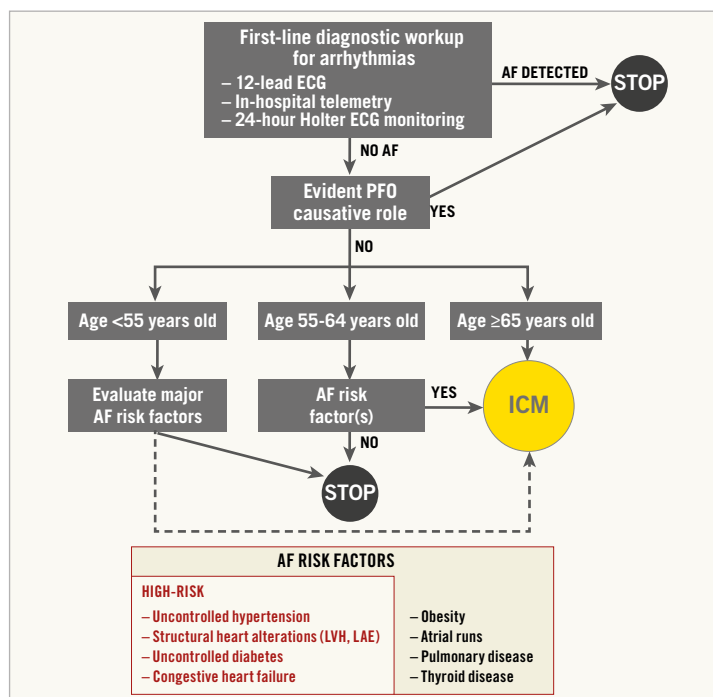 First-line diagnostic workup
for arrhythmias
– 12-lead ECG
– In-hospital telemetry
– 24-hour Holter ECG monitoring
AF DETECTED
STOP
NO AF
Evident PFO
causative role
YES
NO
Age <55 years old
Age 55-64 years old
Age ≥65 years old
Evaluate major
AF risk factors
AF risk
factor(s)
YES
ICM
NO
STOP
AF RISK FACTORS
HIGH-RISK
– Uncontrolled hypertension
– Structural heart alterations (LVH, LAE)
– Uncontrolled diabetes
– Congestive heart failure
– Obesity
– Atrial runs
– Pulmonary disease
– Thyroid disease